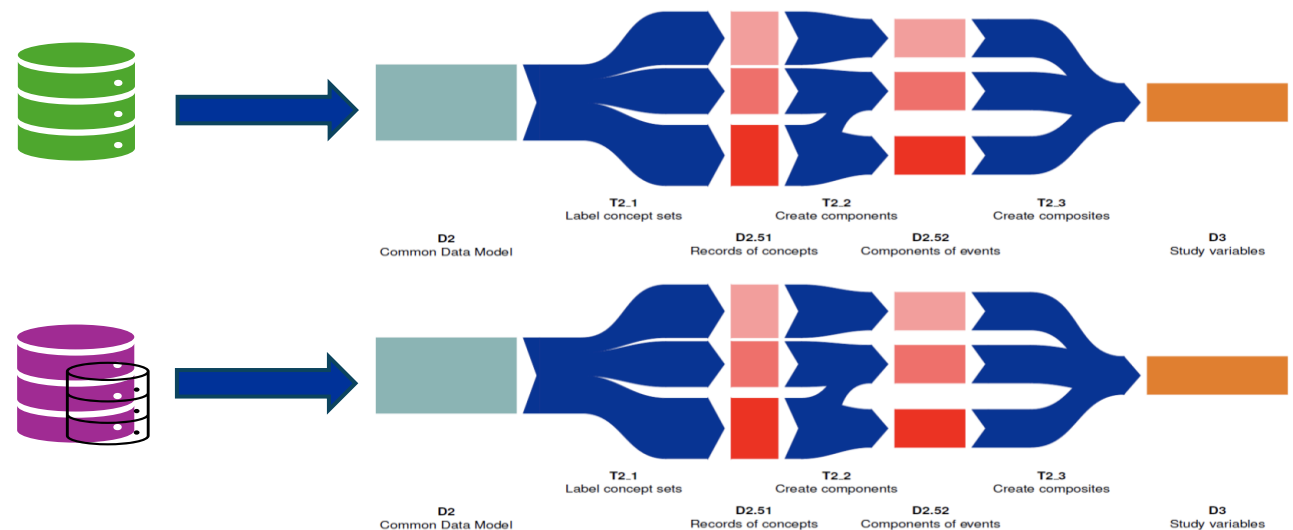 T2_1
Label concept sets
T2_2
Create components
T2_3
Create composites
D2
Common Data Model
D2.51
Records of concepts
D2.52
Components of events
D3
Study variables
T2_1
Label concept sets
T2_2
Create components
T2_3
Create composites
D2
Common Data Model
D2.51
Records of concepts
D2.52
Components of events
D3
Study variables